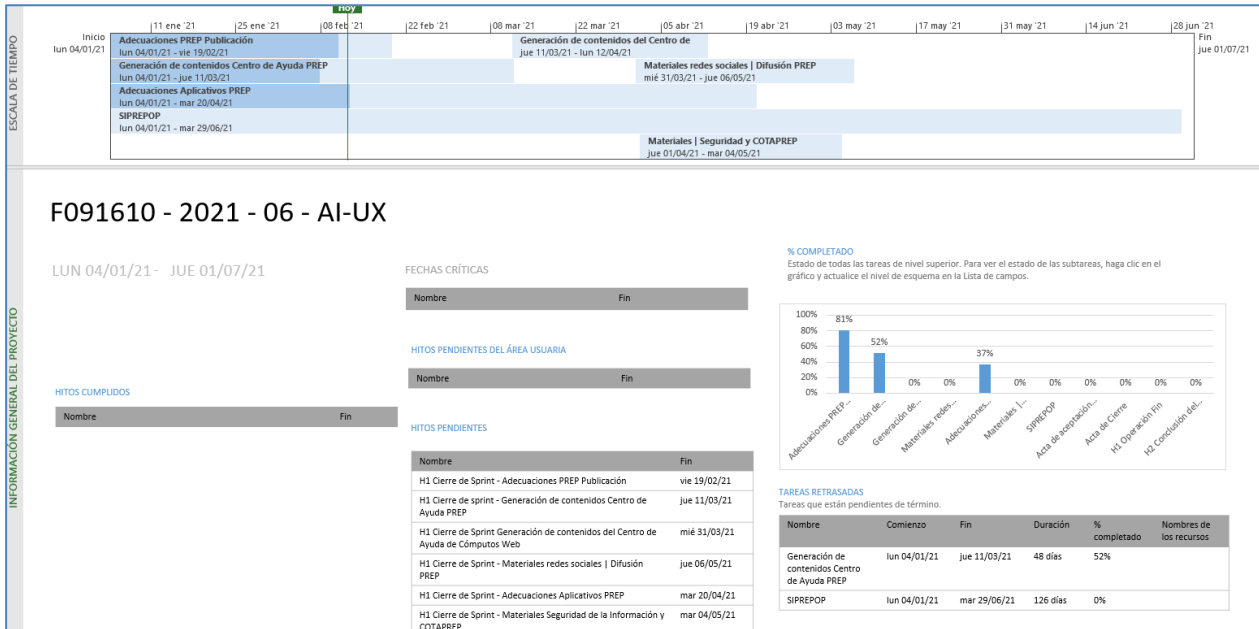 Hoy
11 ene '21 25 ene '21 08 feb '21 22 feb '21 08 mar '21 22 mar '21 05 abr '21 19 abr '21 03 may '21 17 may '21 31 may '21 14 jun '21 28 jun '21
ESCALA DE TIEMPO
Inicio
lun 04/01/21
Adecuaciones PREP Publicación
lun 04/01/21 - vie 19/02/21
Generación de contenidos del Centro de
jue 11/03/21 - lun 12/04/21
Fin
jue 01/07/21
Generación de contenidos Centro de Ayuda PREP
lun 04/01/21 - jue 11/03/21
Materiales redes sociales | Difusión PREP
mié 31/03/21 - jue 06/05/21
Adecuaciones Aplicativos PREP
lun 04/01/21 - mar 20/04/21
SIPREPOP
lun 04/01/21 - mar 29/06/21
Materiales | Seguridad y COTAPREP
jue 01/04/21 - mar 04/05/21
INFORMACIÓN GENERAL DEL PROYECTO
F091610 - 2021 - 06 - AI-UX
LUN 04/01/21 - JUE 01/07/21
HITOS CUMPLIDOS
Nombre Fin
FECHAS CRÍTICAS
Nombre Fin
HITOS PENDIENTES DEL ÁREA USUARIA
Nombre Fin
HITOS PENDIENTES
Nombre Fin
H1 Cierre de Sprint - Adecuaciones PREP Publicación vie 19/02/21
H1 Cierre de sprint - Generación de contenidos Centro de jue 11/03/21
Ayuda PREP
H1 Cierre de Sprint Generación de contenidos del Centro de mié 31/03/21
Ayuda de Cómputos Web
H1 Cierre de Sprint - Materiales redes sociales | Difusión jue 06/05/21
PREP
H1 Cierre de Sprint - Adecuaciones Aplicativos PREP mar 20/04/21
H1 Cierre de Sprint - Materiales Seguridad de la Información y mar 04/05/21
COTAPREP
% COMPLETADO
Estado de todas las tareas de nivel superior. Para ver el estado de las subtareas, haga clic en el
gráfico y actualice el nivel de esquema en la Lista de campos.
100%
80%
60%
40%
20%
0%
81% 52% 0% 0% 37% 0% 0% 0% 0% 0% 0%
Adecuaciones PREP...
Generación de...
Generación de...
Materiales redes...
Adecuaciones...
Materiales |...
SIPREPOP
Acta de aceptación...
Acta de Cierre
H1 Operación Fin
H2 Conclusión del...
TAREAS RETRASADAS
Tareas que están pendientes de término.
Nombre Comienzo Fin Duración % Nombres de
completado los recursos
Generación de lun 04/01/21 jue 11/03/21 48 días 52%
contenidos Centro
de Ayuda PREP
SIPREPOP lun 04/01/21 mar 29/06/21 126 días 0%